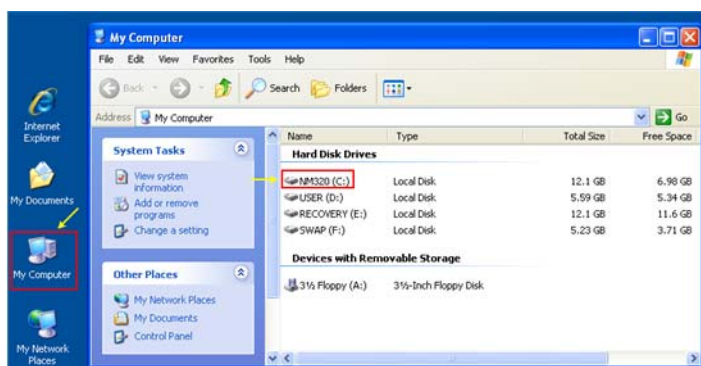 My Computer
File Edit View Favorites Tools Help
Back Search Folders
Address My Computer Go
Internet
Explorer
My Documents
My Computer
My Network
Places
System Tasks
View system
information
Add or remove
programs
Change a setting
Other Places
My Network Places
My Documents
Control Panel
Name Type Total Size Free Space
Hard Disk Drives
NM320 (C:) Local Disk 12.1 GB 6.98 GB
USER (D:) Local Disk 5.59 GB 5.34 GB
RECOVERY (E:) Local Disk 12.1 GB 11.6 GB
SWAP (F:) Local Disk 5.23 GB 3.71 GB
Devices with Removable Storage
3½ Floppy (A:) 3½-Inch Floppy Disk